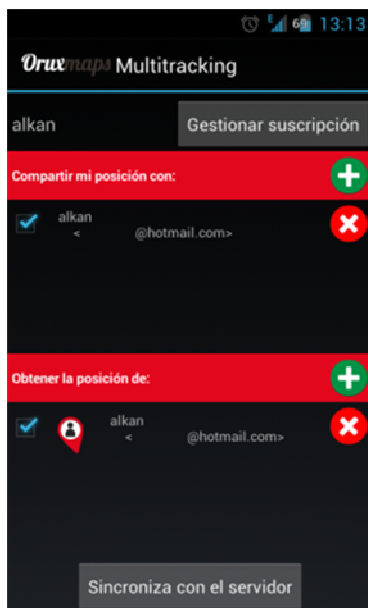 E 69 13:13
Oruxmaps Multitracking
alkan Gestionar suscripción
Compartir mi posición con:
alkan
< @hotmail.com>
Obtener la posición de:
alkan
< @hotmail.com>
Sincroniza con el servidor